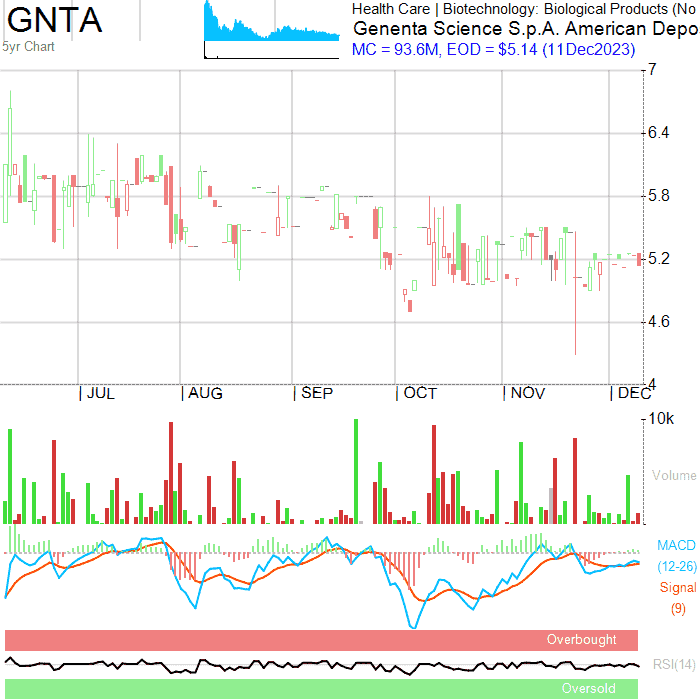 GNTA
5yr Chart
Health Care | Biotechnology: Biological Products (No
Genenta Science S.p.A. American Depo
MC = 93.6M, EOD = $5.14 (11Dec2023)
7
6.4
5.8
5.2
4.6
4
JUL
AUG
SEP
OCT
NOV
DEC
10k
Volume
MACD
(12-26)
Signal
(9)
Overbought
RSI(14)
Oversold